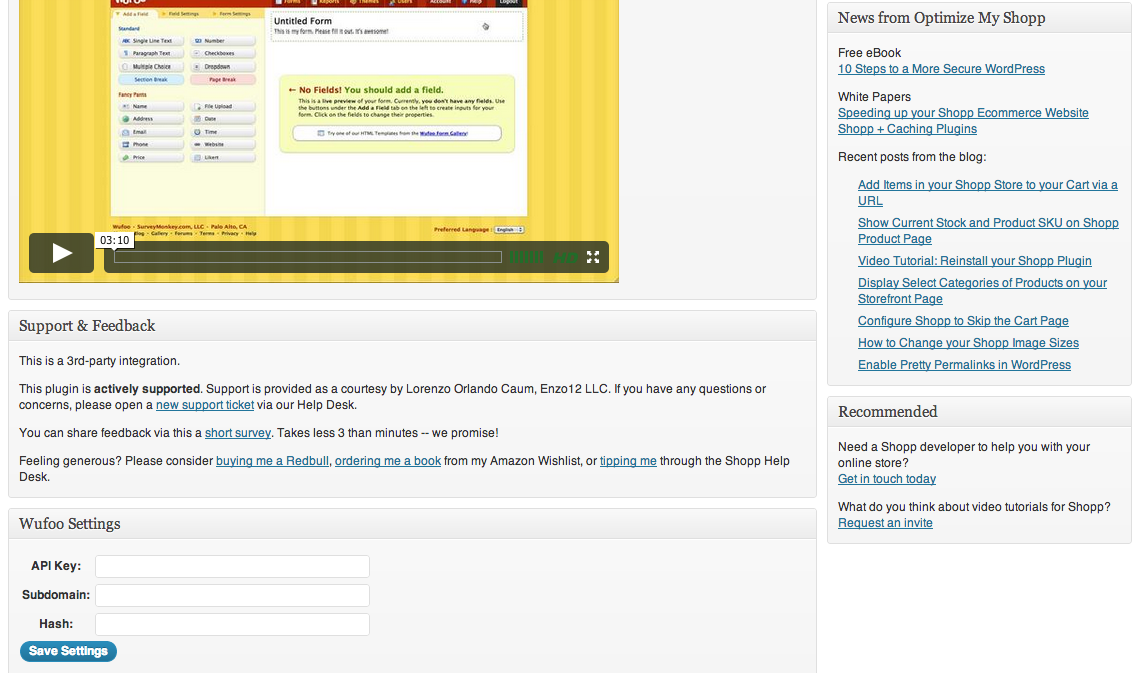 Wufoo
Forms Reports Themes Users Account Help Logout
Add a Field Field Settings Form Settings
Standard
Single Line Text Number
Paragraph Text Checkboxes
Multiple Choice Dropdown
Section Break Page Break
Fancy Pants
Name File Upload
Address Date
Email Time
Phone Website
Price Likert
Untitled Form
This is my form. Please fill it out. It's awesome!
← No Fields! You should add a field.
This is a live preview of your form. Currently, you don't have any fields. Use
the buttons under the Add a Field tab on the left to create inputs for your
form. Click on the fields to change their properties.
Try one of our HTML Templates from the Wufoo Form Gallery!
Wufoo · SurveyMonkey.com, LLC · Palo Alto, CA
Blog · Gallery · Forums · Terms · Privacy · Help
Preferred Language : English
03:10
Support & Feedback
This is a 3rd-party integration.
This plugin is actively supported. Support is provided as a courtesy by Lorenzo Orlando Caum, Enzo12 LLC. If you have any questions or
concerns, please open a new support ticket via our Help Desk.
You can share feedback via this a short survey. Takes less 3 than minutes -- we promise!
Feeling generous? Please consider buying me a Redbull, ordering me a book from my Amazon Wishlist, or tipping me through the Shopp Help
Desk.
Wufoo Settings
API Key:
Subdomain:
Hash:
Save Settings
News from Optimize My Shopp
Free eBook
10 Steps to a More Secure WordPress
White Papers
Speeding up your Shopp Ecommerce Website
Shopp + Caching Plugins
Recent posts from the blog:
Add Items in your Shopp Store to your Cart via a
URL
Show Current Stock and Product SKU on Shopp
Product Page
Video Tutorial: Reinstall your Shopp Plugin
Display Select Categories of Products on your
Storefront Page
Configure Shopp to Skip the Cart Page
How to Change your Shopp Image Sizes
Enable Pretty Permalinks in WordPress
Recommended
Need a Shopp developer to help you with your
online store?
Get in touch today
What do you think about video tutorials for Shopp?
Request an invite